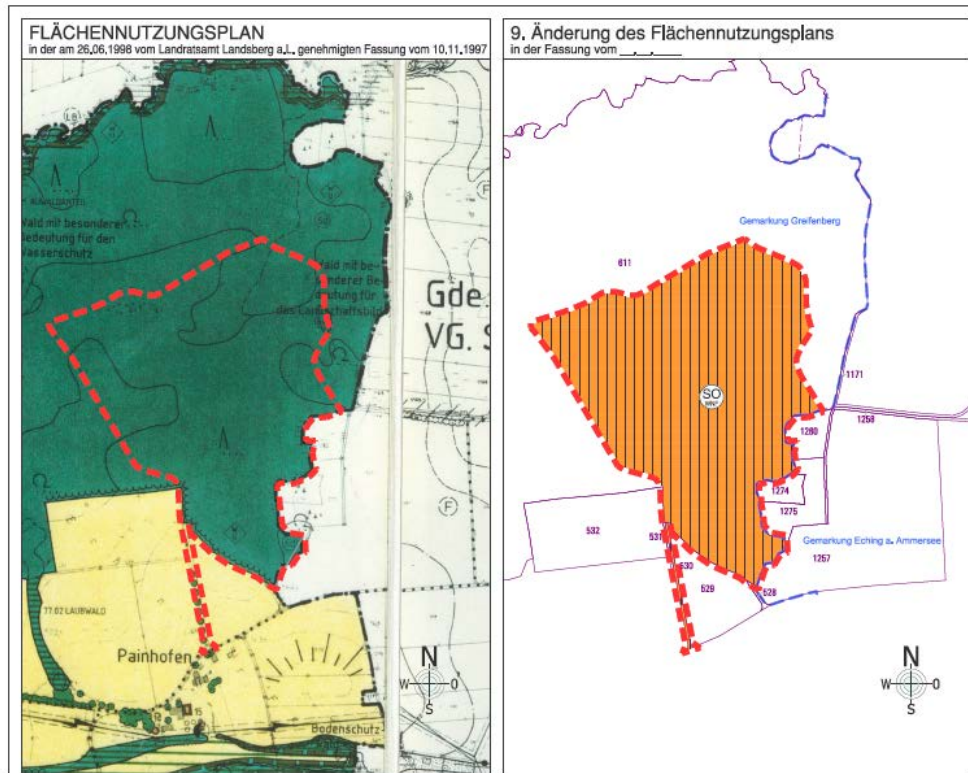 FLÄCHENNUTZUNGSPLAN
in der am 26.06.1998 vom Landratsamt Landsberg a.L. genehmigten Fassung vom 10.11.1997
LB
Wald mit besonderer
Bedeutung für den
Wasserschutz
Wald mit be-
sonderer Be-
deutung für
das Landschaftsbild
Gde.
VG. S
F
F
77.02 LAUBWALD
Painhofen
15
Bodenschutz-
N
W O
S
9. Änderung des Flächennutzungsplans
in der Fassung vom __.__.____
Gemarkung Greifenberg
611
SO
1171
1258
1260
1274
1275
532
531
530
529
528
1257
Gemarkung Eching a. Ammersee
N
W O
S